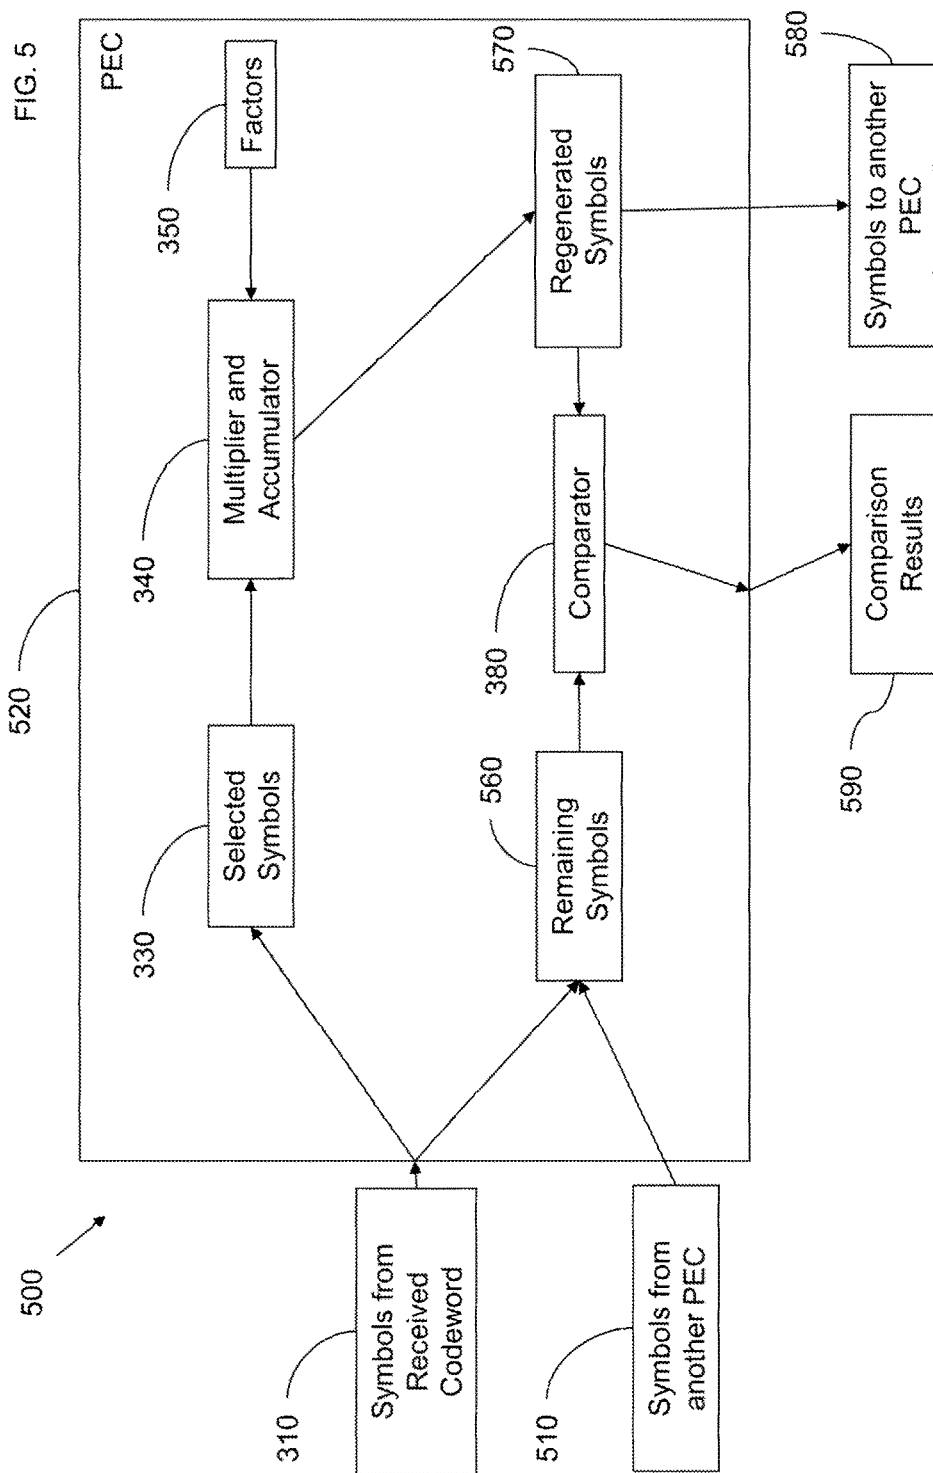 FIG. 5
500
520
PEC
310
Symbols from
Received
Codeword
330
Selected
Symbols
340
Multiplier and
Accumulator
350
Factors
510
Symbols from
another PEC
560
Remaining
Symbols
380
Comparator
570
Regenerated
Symbols
590
Comparison
Results
580
Symbols to another
PEC